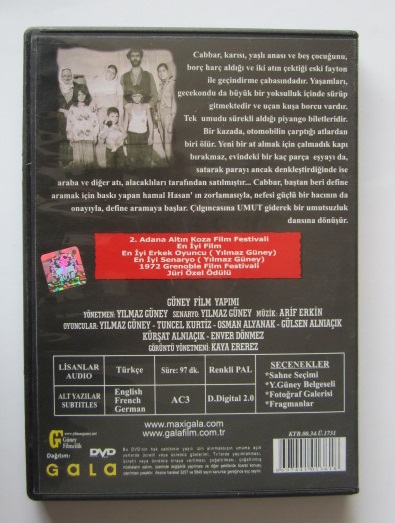 Cabbar, karısı, yaşlı anası ve beş çocuğunu,
borç harç aldığı ve iki atın çektiği eski fayton
ile geçindirme çabasındadır. Yaşamları,
gecekondu da büyük bir yoksulluk içinde sürüp
gitmektedir ve uçan kuşa borcu vardır.
Tek umudu sürekli aldığı piyango biletleridir.
Bir kazada, otomobilin çarptığı atlardan
biri ölür. Yeni bir at almak için çalmadık kapı
bırakmaz, evindeki bir kaç parça eşyayı da,
satarak parayı ancak denkleştirdiğinde ise
araba ve diğer atı, alacaklıları tarafından satılmıştır... Cabbar, baştan beri define
aramak için baskı yapan hamal Hasan' ın zorlamasıyla, nefesi güçlü bir hacının da
onayıyla, define aramaya başlar. Çılgıncasına UMUT giderek bir umutsuzluk
dansına dönüşür.
2. Adana Altın Koza Film Festivali
En İyi Film
En İyi Erkek Oyuncu ( Yılmaz Güney)
En İyi Senaryo ( Yılmaz Güney)
1972 Grenoble Film Festivali
Jüri Özel Ödülü
GÜNEY FİLM YAPIMI
YÖNETMEN: YILMAZ GÜNEY SENARYO: YILMAZ GÜNEY MÜZİK: ARİF ERKİN
OYUNCULAR: YILMAZ GÜNEY - TUNCEL KURTİZ - OSMAN ALYANAK - GÜLSEN ALNIAÇIK
KÜRŞAT ALNIAÇIK - ENVER DÖNMEZ
GÖRÜNTÜ YÖNETMENİ: KAYA EREREZ
LİSANLAR
AUDIO
Türkçe
Süre: 97 dk.
Renkli PAL
ALT YAZILAR
SUBTITLES
English
French
German
AC3
D.Digital 2.0
SEÇENEKLER
*Sahne Seçimi
*Y.Güney Belgeseli
*Fotoğraf Galerisi
*Fragmanlar
Güney
Filmcilik
Dağıtım:
GALA
DVD
VIDEO
www.maxigala.com
www.galafilm.com.tr
KTB.00.34.Ü.1731